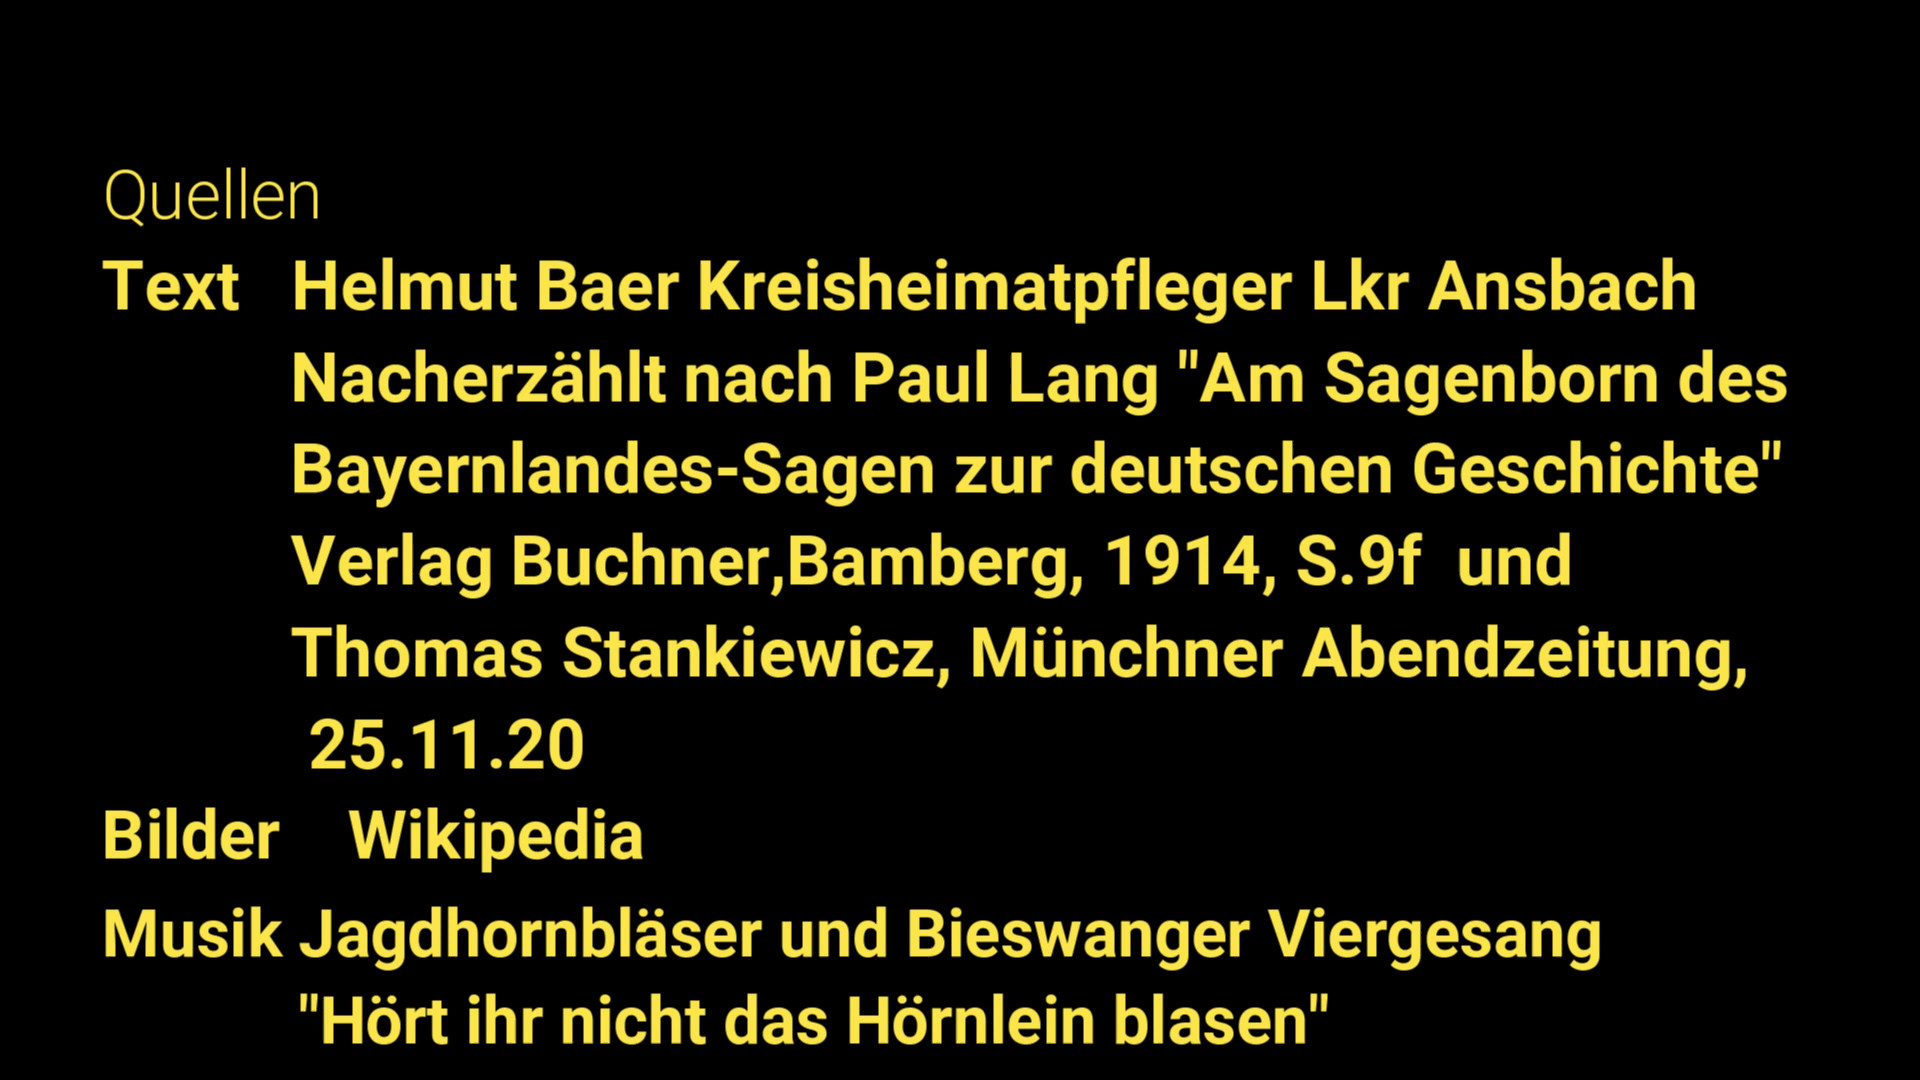 Quellen
Text Helmut Baer Kreisheimatpfleger Lkr Ansbach
Nacherzählt nach Paul Lang "Am Sagenborn des
Bayernlandes-Sagen zur deutschen Geschichte"
Verlag Buchner,Bamberg, 1914, S.9f und
Thomas Stankiewicz, Münchner Abendzeitung,
25.11.20
Bilder Wikipedia
Musik Jagdhornbläser und Bieswanger Viergesang
"Hört ihr nicht das Hörnlein blasen"